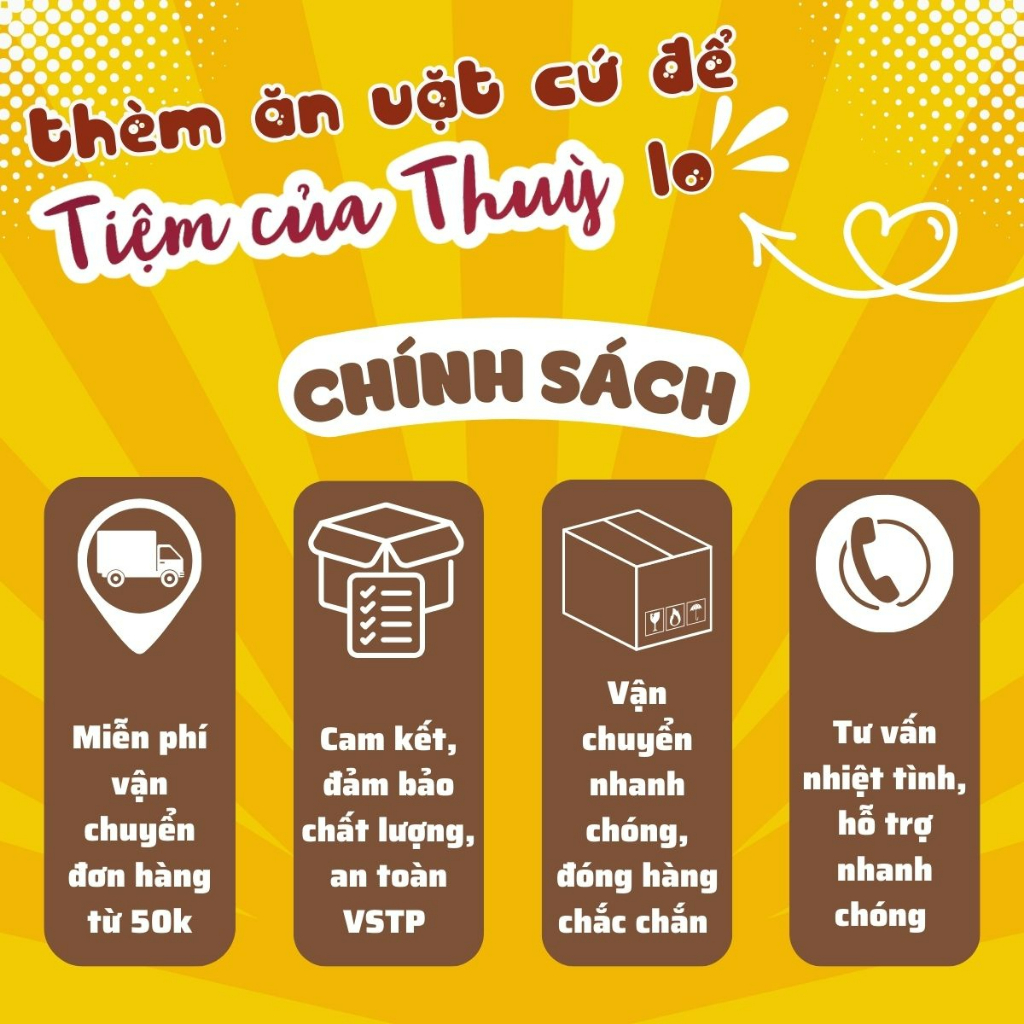 thèm ăn vặt cứ để
Tiệm của Thuỳ lo
CHÍNH SÁCH
Miễn phí
vận
chuyển
đơn hàng
từ 50k
Cam kết,
đảm bảo
chất lượng,
an toàn
VSTP
Vận
chuyển
nhanh
chóng,
đóng hàng
chắc chắn
Tư vấn
nhiệt tình,
hỗ trợ
nhanh
chóng